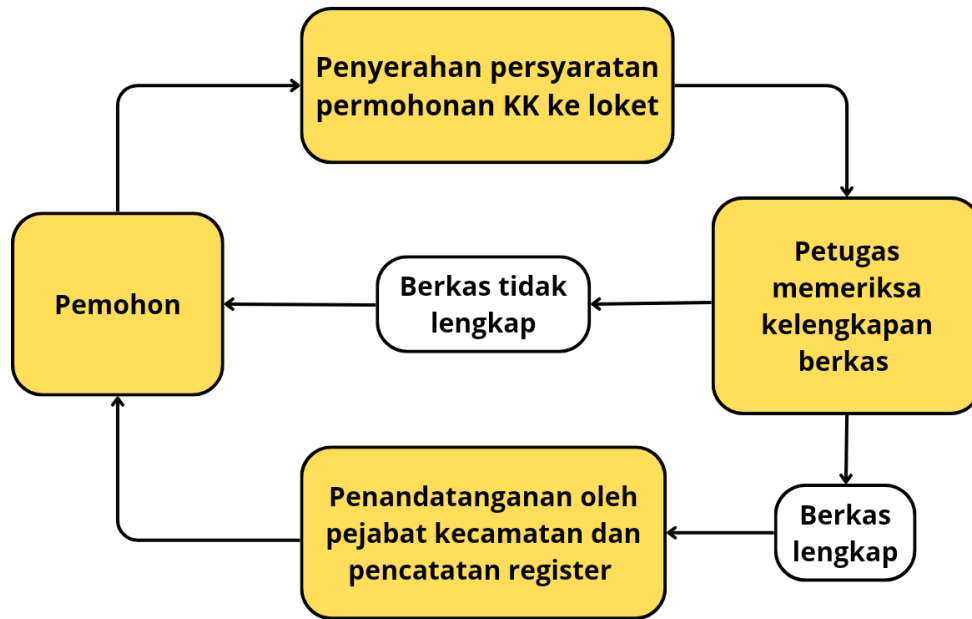 Penyerahan persyaratan
permohonan KK ke loket
Petugas
memeriksa
kelengkapan
berkas
Berkas tidak
lengkap
Pemohon
Berkas
lengkap
Penandatanganan oleh
pejabat kecamatan dan
pencatatan register